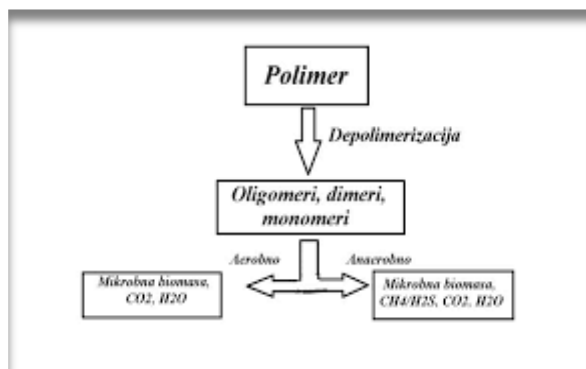 Polimer
Depolimerizacija
Oligomeri, dimeri,
monomeri
Aerobno
Anaerobno
Mikrobna biomasa,
CO2, H2O
Mikrobna biomasa,
CH4/H2S, CO2, H2O